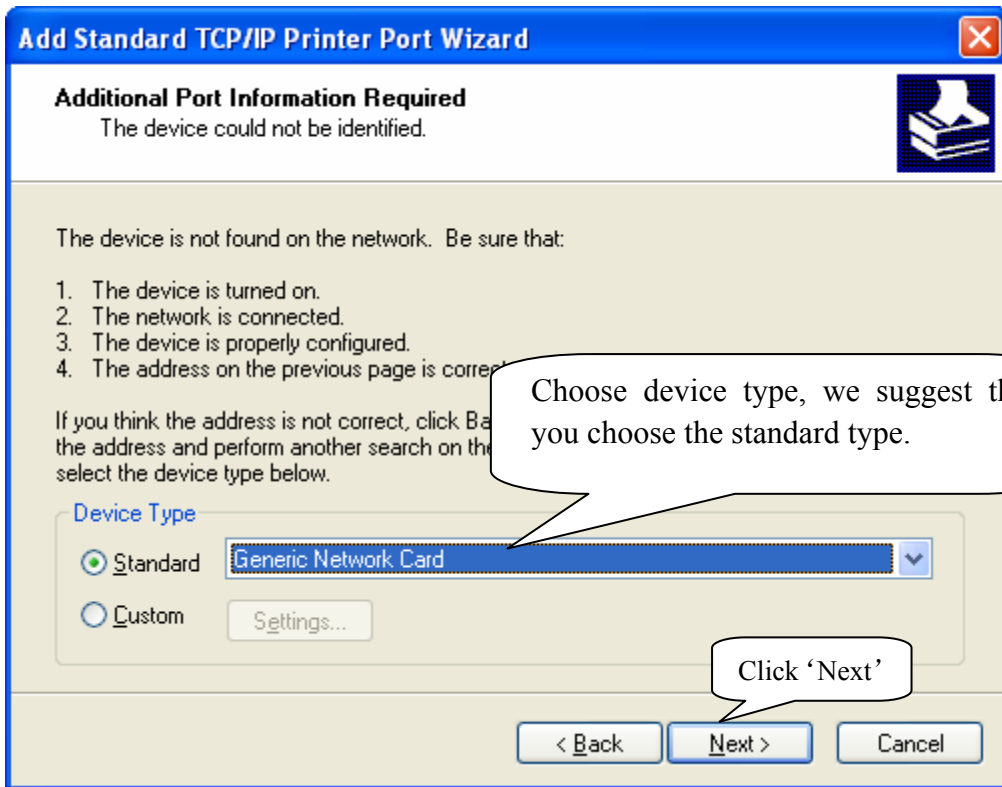 Add Standard TCP/IP Printer Port Wizard
Additional Port Information Required
The device could not be identified.
The device is not found on the network.  Be sure that:
1.  The device is turned on.
2.  The network is connected.
3.  The device is properly configured.
4.  The address on the previous page is correct
Choose device type, we suggest
you choose the standard type.
If you think the address is not correct, click
the address and perform another search on
select the device type below.
Device Type
Standard
Generic Network Card
Custom
Settings...
Click ‘Next’
< Back
Next >
Cancel